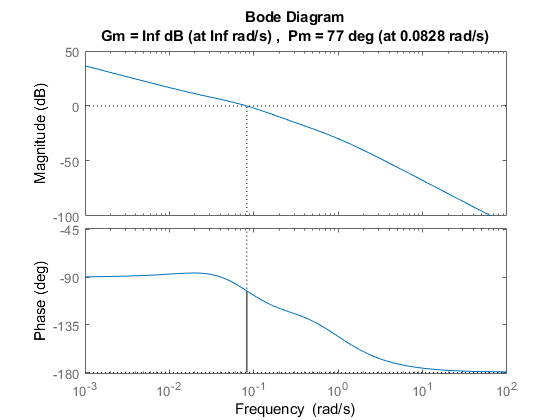 Bode Diagram
Gm = Inf dB (at Inf rad/s) , Pm = 77 deg (at 0.0828 rad/s)
50
0
-50
-100
Magnitude (dB)
-45
-90
-135
-180
Phase (deg)
10^-3 10^-2 10^-1 10^0 10^1 10^2
Frequency (rad/s)